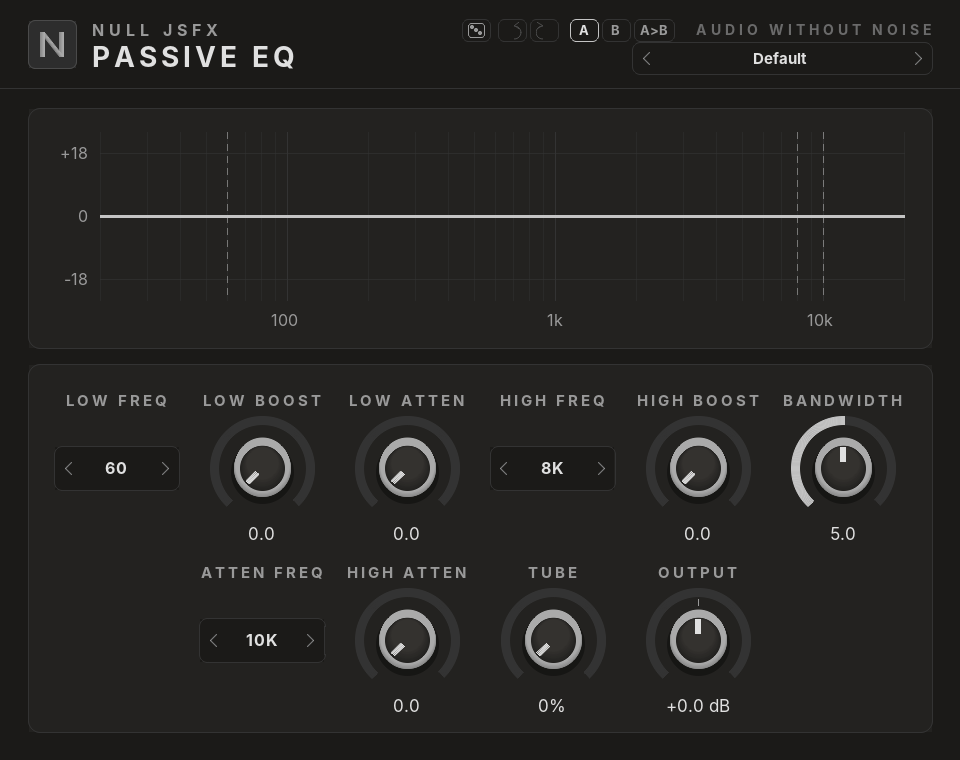 N
NULL JSFX
PASSIVE EQ
A B A>B
AUDIO WITHOUT NOISE
Default
+18
0
-18
100 1k 10k
LOW FREQ LOW BOOST LOW ATTEN HIGH FREQ HIGH BOOST BANDWIDTH
60 8K
0.0 0.0 0.0 5.0
ATTEN FREQ HIGH ATTEN TUBE OUTPUT
10K
0.0 0% +0.0 dB